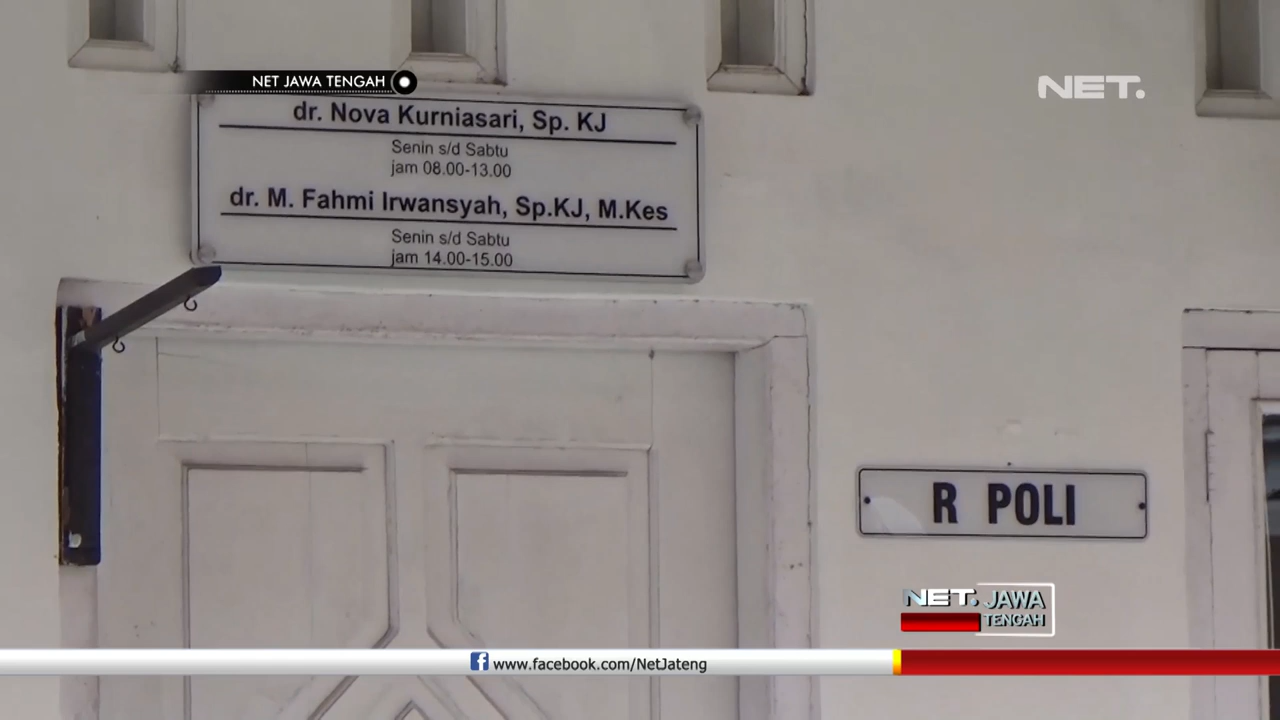 NET JAWA TENGAH
NET.
dr. Nova Kurniasari, Sp. KJ
Senin s/d Sabtu
jam 08.00-13.00
dr. M. Fahmi Irwansyah, Sp.KJ, M.Kes
Senin s/d Sabtu
jam 14.00-15.00
R POLI
NET. JAWA
TENGAH
www.facebook.com/NetJateng